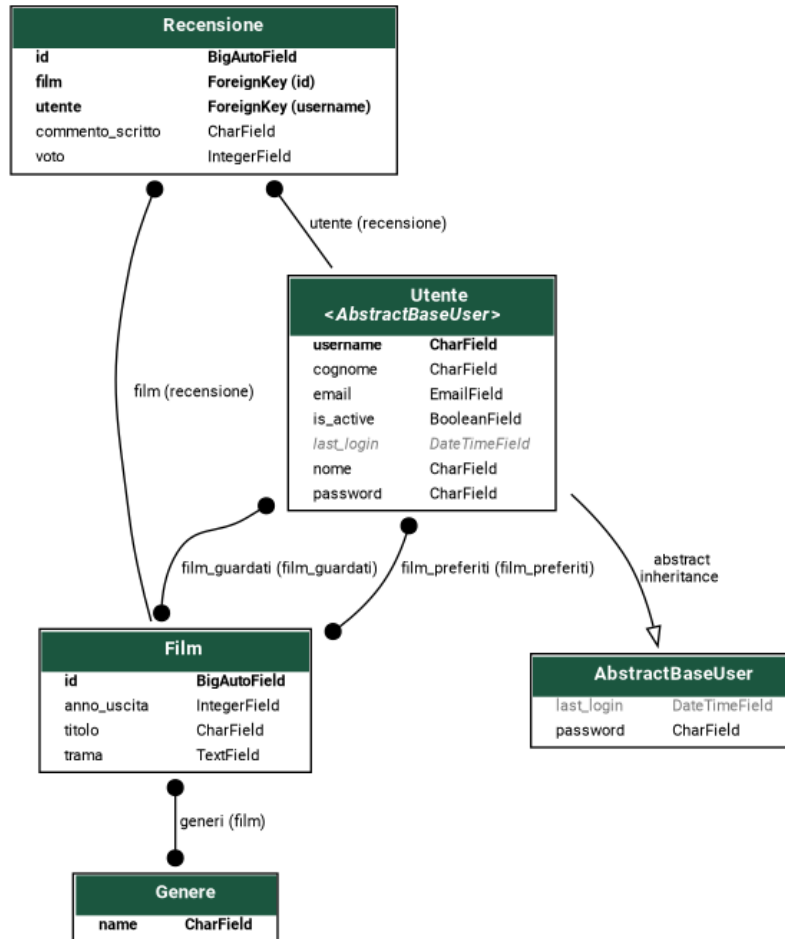 Recensione
id BigAutoField
film ForeignKey (id)
utente ForeignKey (username)
commento_scritto CharField
voto IntegerField
utente (recensione)
Utente
<AbstractBaseUser>
username CharField
cognome CharField
email EmailField
is_active BooleanField
last_login DateTimeField
nome CharField
password CharField
film (recensione)
film_guardati (film_guardati)
film_preferiti (film_preferiti)
abstract
inheritance
Film
id BigAutoField
anno_uscita IntegerField
titolo CharField
trama TextField
AbstractBaseUser
last_login DateTimeField
password CharField
generi (film)
Genere
name CharField